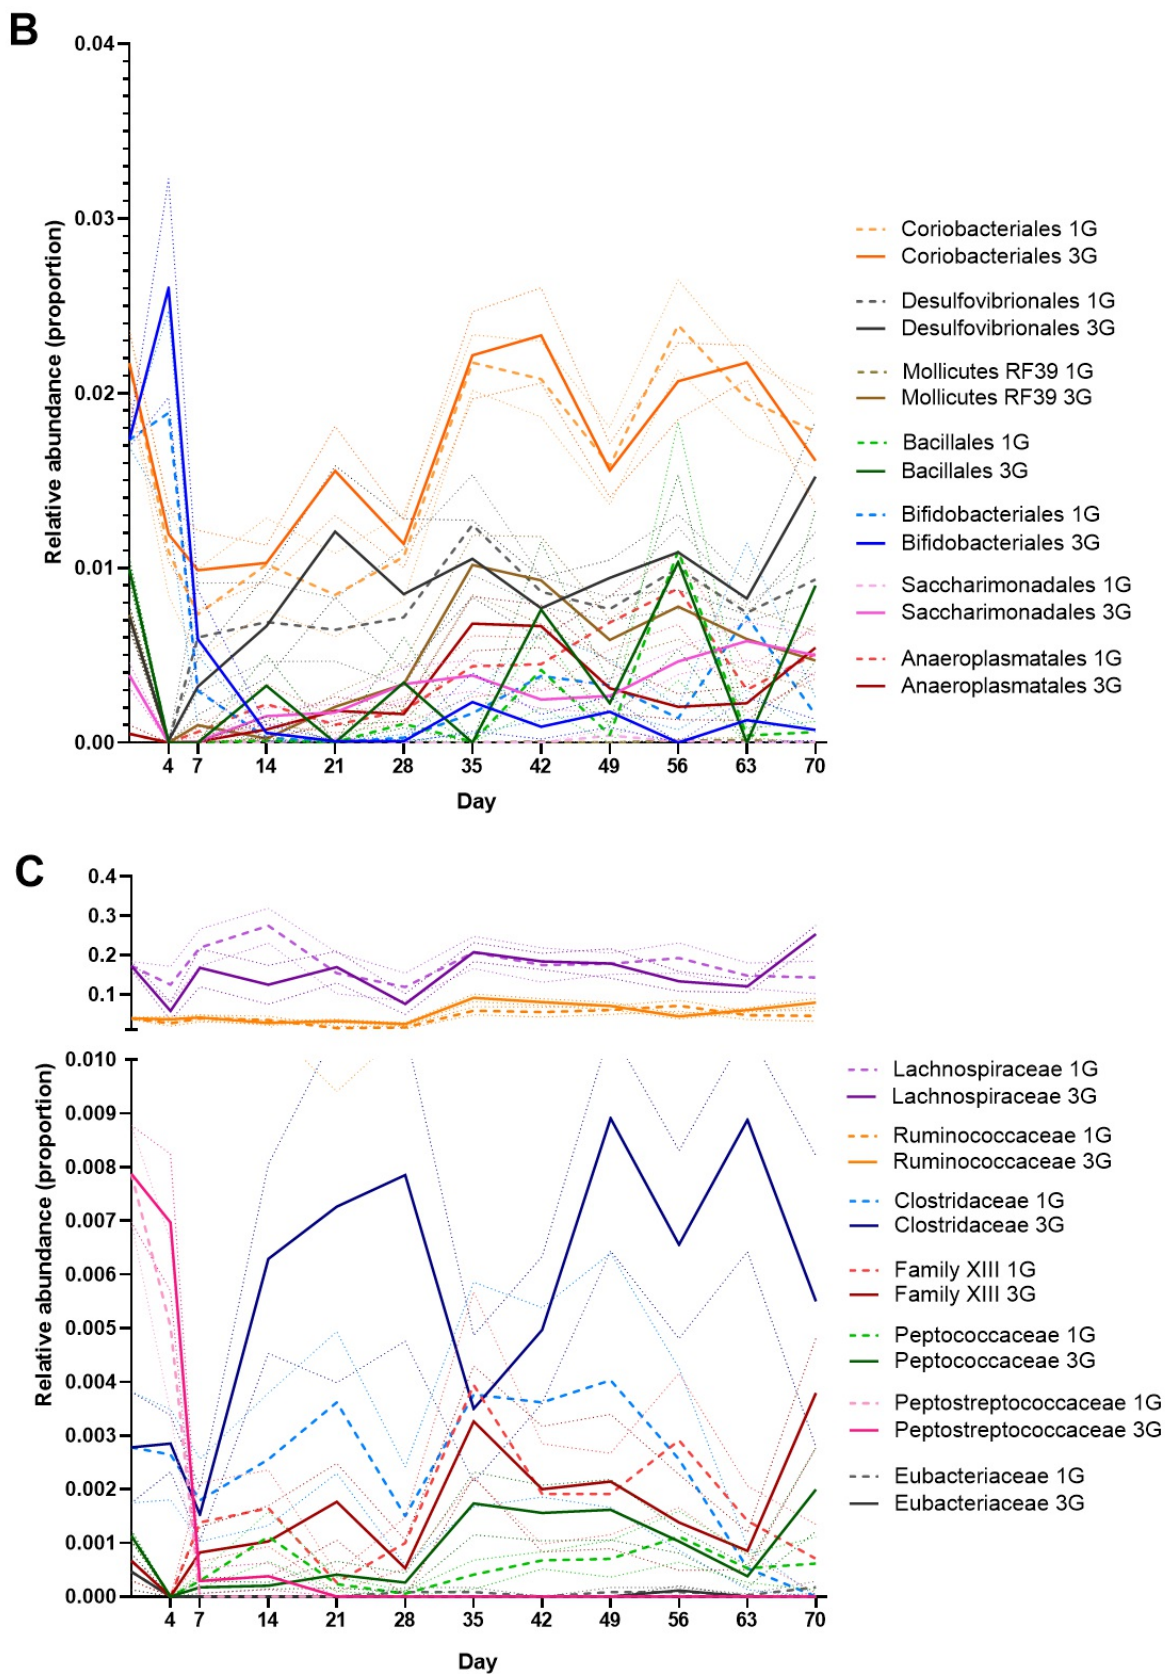 B
0.04
0.03
0.02
0.01
0.00
Relative abundance (proportion)
4 7 14 21 28 35 42 49 56 63 70
Day
Coriobacteriales 1G
Coriobacteriales 3G
Desulfovibrionales 1G
Desulfovibrionales 3G
Mollicutes RF39 1G
Mollicutes RF39 3G
Bacillales 1G
Bacillales 3G
Bifidobacteriales 1G
Bifidobacteriales 3G
Saccharimonadales 1G
Saccharimonadales 3G
Anaeroplasmatales 1G
Anaeroplasmatales 3G
C
0.4
0.3
0.2
0.1
0.010
0.009
0.008
0.007
0.006
0.005
0.004
0.003
0.002
0.001
0.000
Relative abundance (proportion)
4 7 14 21 28 35 42 49 56 63 70
Day
Lachnospiraceae 1G
Lachnospiraceae 3G
Ruminococcaceae 1G
Ruminococcaceae 3G
Clostridaceae 1G
Clostridaceae 3G
Family XIII 1G
Family XIII 3G
Peptococcaceae 1G
Peptococcaceae 3G
Peptostreptococcaceae 1G
Peptostreptococcaceae 3G
Eubacteriaceae 1G
Eubacteriaceae 3G